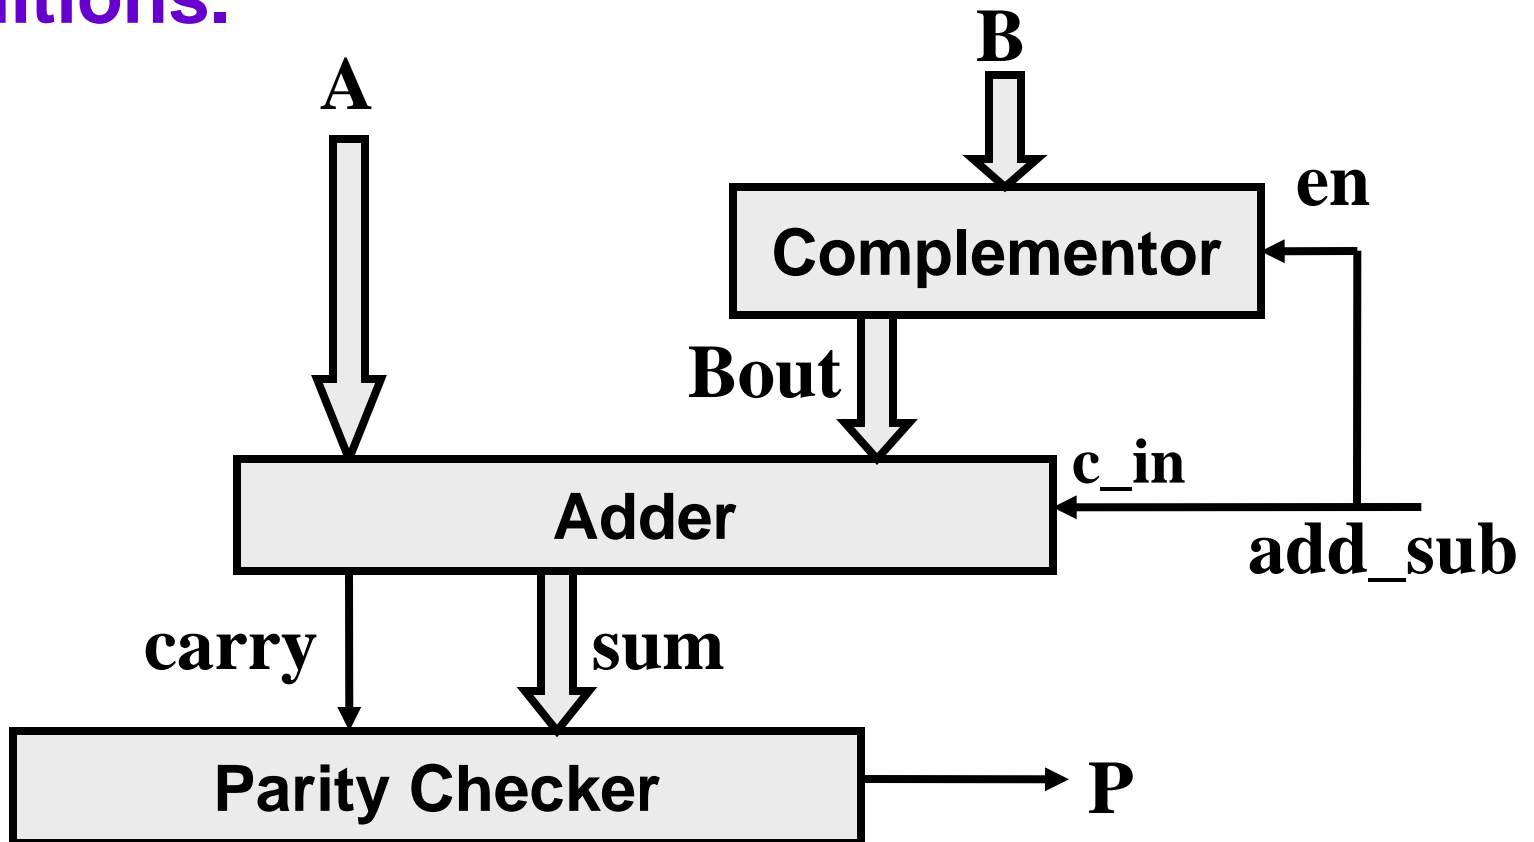 B
A
en
Complementor
Bout
c_in
Adder
add_sub
carry
sum
Parity Checker
P